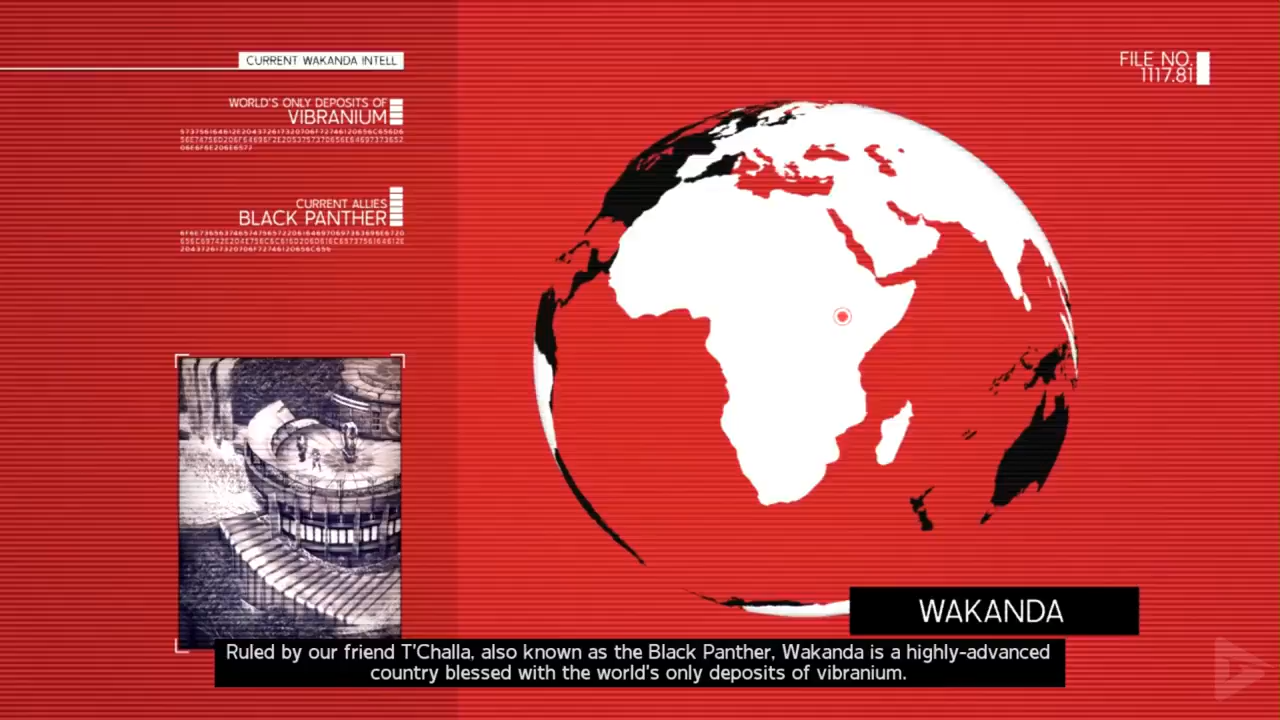 CURRENT WAKANDA INTELL
FILE NO.
1117.81
WORLD'S ONLY DEPOSITS OF
VIBRANIUM
CURRENT ALLIES
BLACK PANTHER
WAKANDA
Ruled by our friend T'Challa, also known as the Black Panther, Wakanda is a highly-advanced
country blessed with the world's only deposits of vibranium.